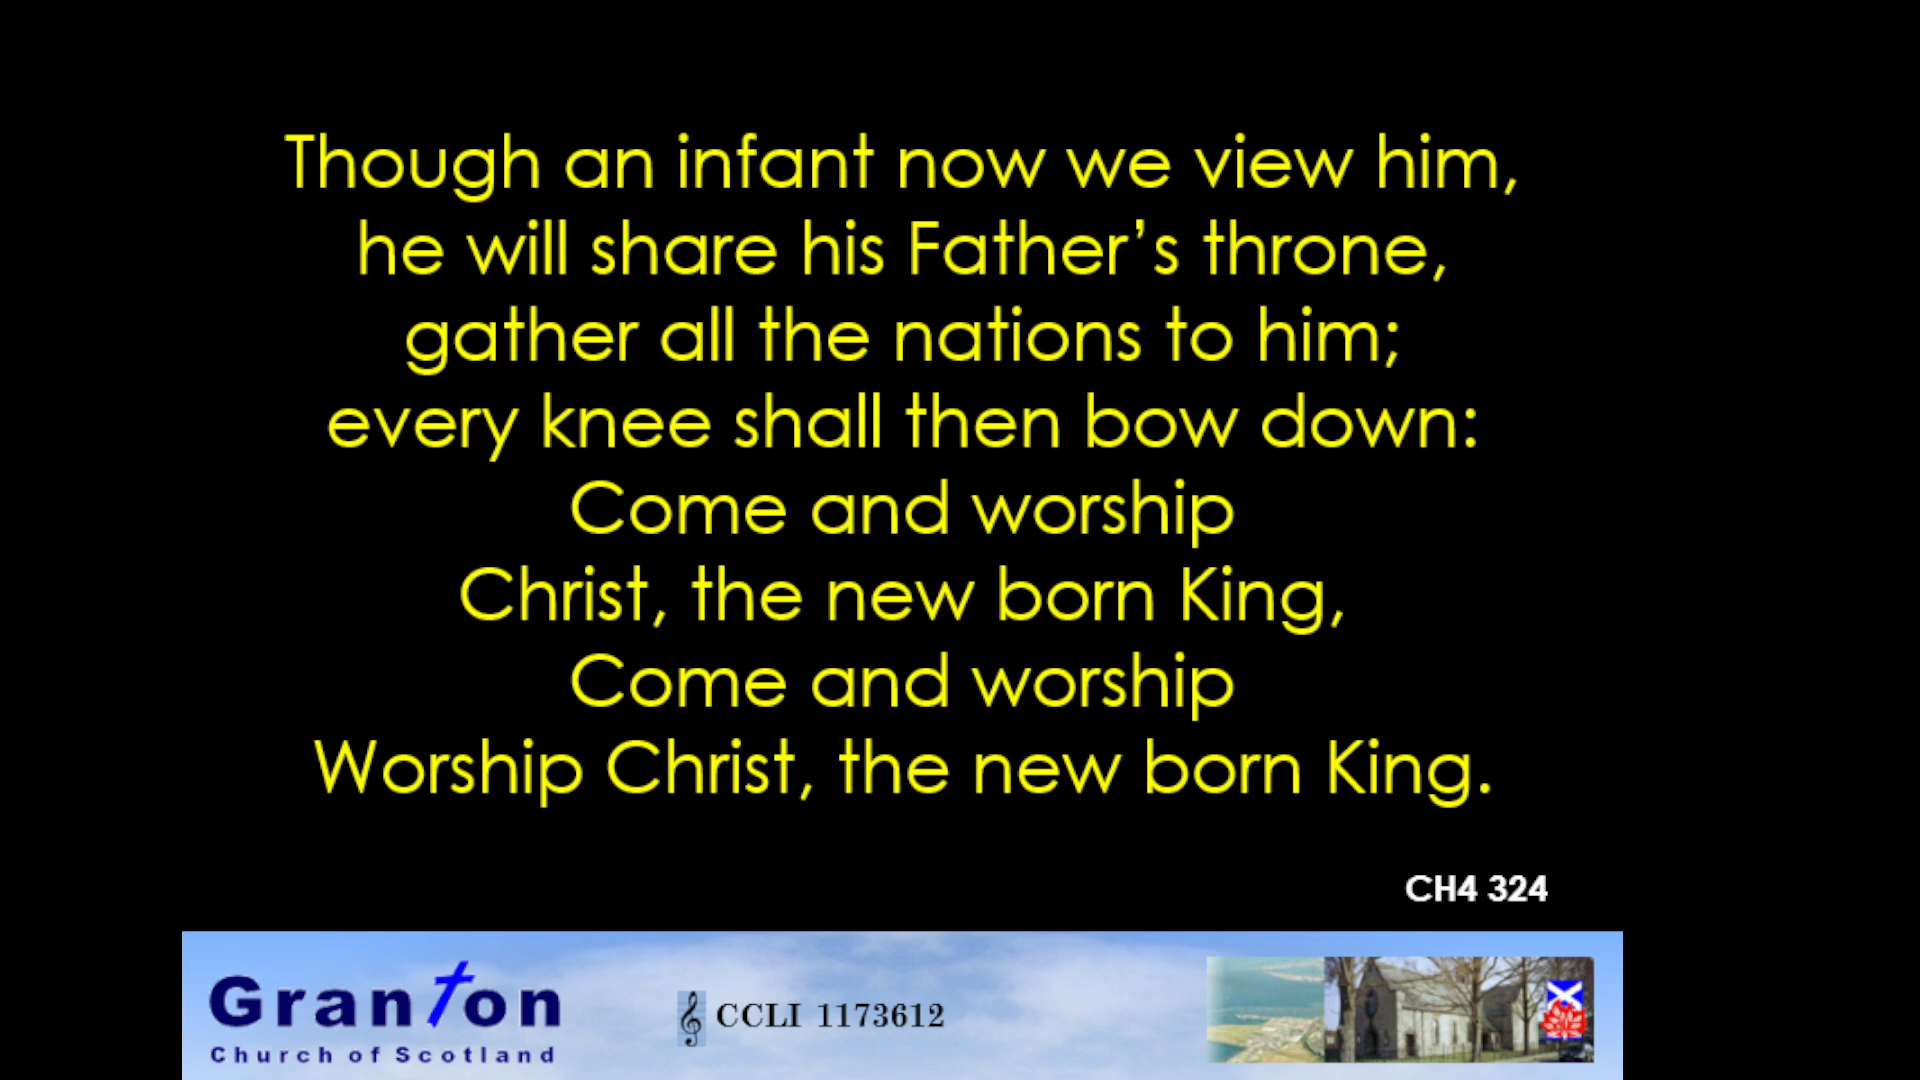 Though an infant now we view him,
he will share his Father’s throne,
gather all the nations to him;
every knee shall then bow down:
Come and worship
Christ, the new born King,
Come and worship
Worship Christ, the new born King.
CH4 324
Granton
Church of Scotland
CCLI 1173612